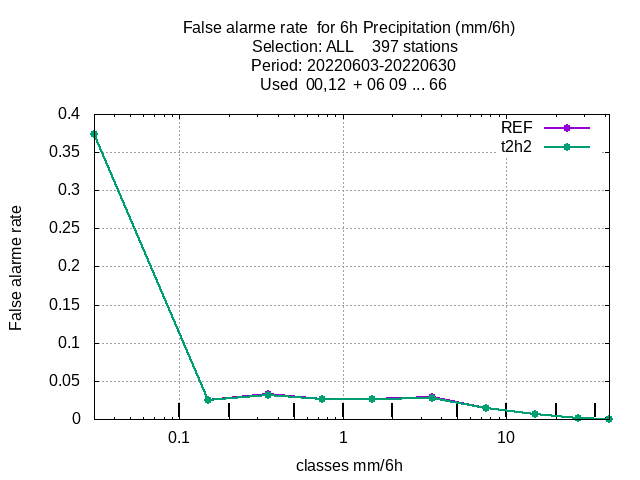 False alarme rate  for 6h Precipitation (mm/6h)
Selection: ALL    397 stations
Period: 20220603-20220630
Used  00,12  + 06 09 ... 66
REF
t2h2
0.4
0.35
0.3
0.25
0.2
0.15
0.1
0.05
0
False alarme rate
0.1 1 10
classes mm/6h